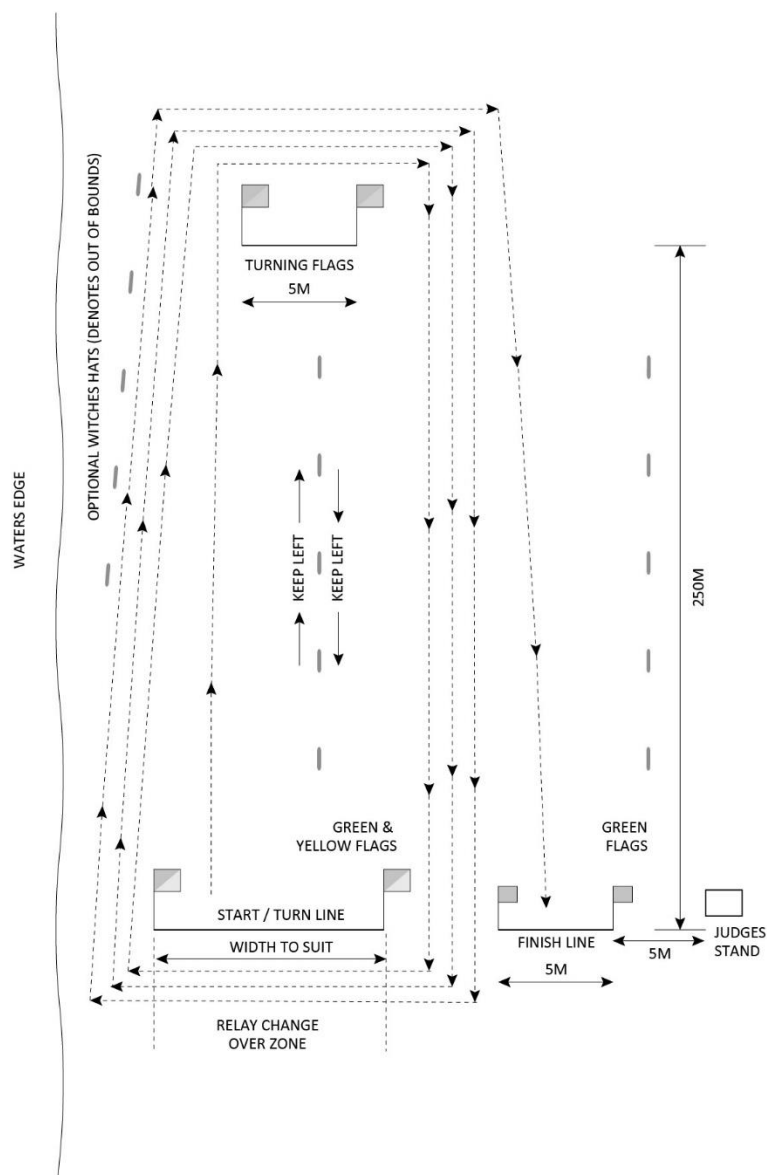 OPTIONAL WITCHES HATS (DENOTES OUT OF BOUNDS)
TURNING FLAGS
5M
WATERS EDGE
KEEP LEFT
KEEP LEFT
250M
GREEN &
YELLOW FLAGS
GREEN
FLAGS
START / TURN LINE
WIDTH TO SUIT
FINISH LINE
5M
5M
JUDGES
STAND
RELAY CHANGE
OVER ZONE